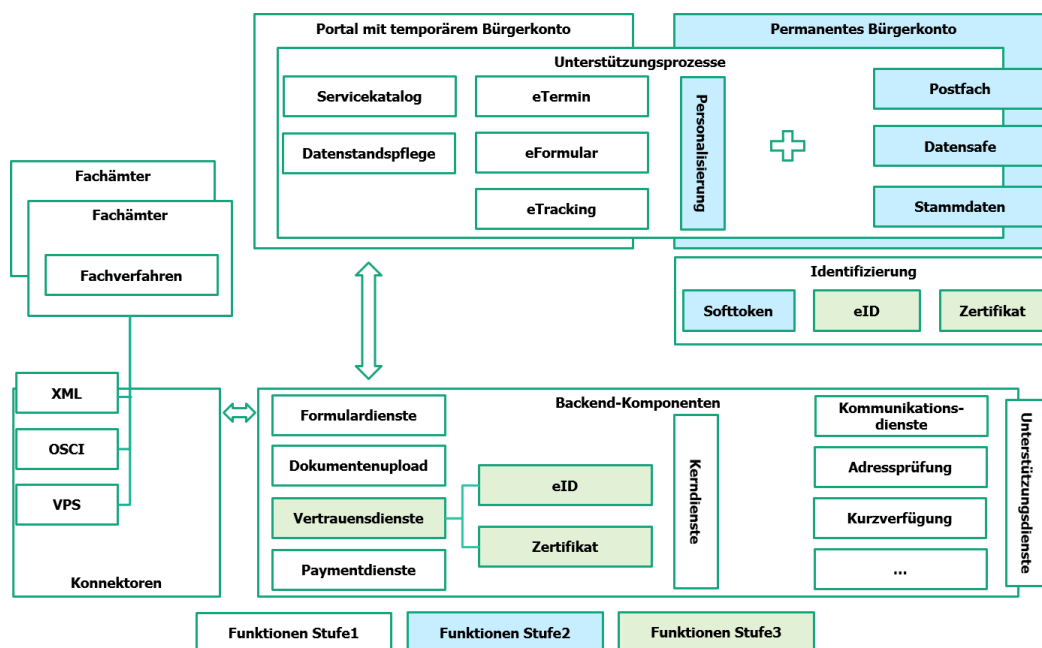 Portal mit temporärem Bürgerkonto
Permanentes Bürgerkonto
Unterstützungsprozesse
Servicekatalog
eTermin
Personalisierung
Postfach
Datenstandspflege
eFormular
Datensafe
eTracking
Stammdaten
Fachämter
Fachämter
Fachverfahren
Identifizierung
Softtoken
eID
Zertifikat
XML
OSCI
VPS
Konnektoren
Backend-Komponenten
Formulardienste
Dokumentenupload
Vertrauensdienste
Paymentdienste
eID
Zertifikat
Kerndienste
Kommunikations-
dienste
Adressprüfung
Kurzverfügung
...
Unterstützungsdienste
Funktionen Stufe1
Funktionen Stufe2
Funktionen Stufe3